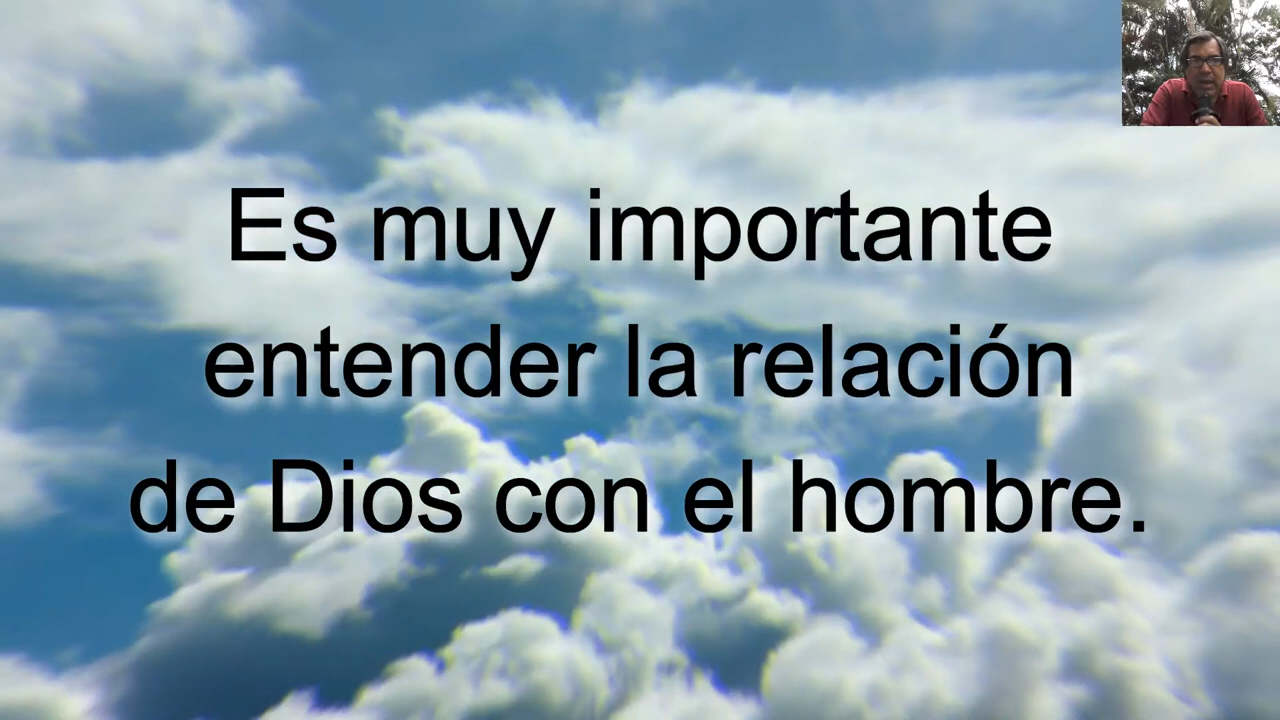 Es muy importante
entender la relación
de Dios con el hombre.